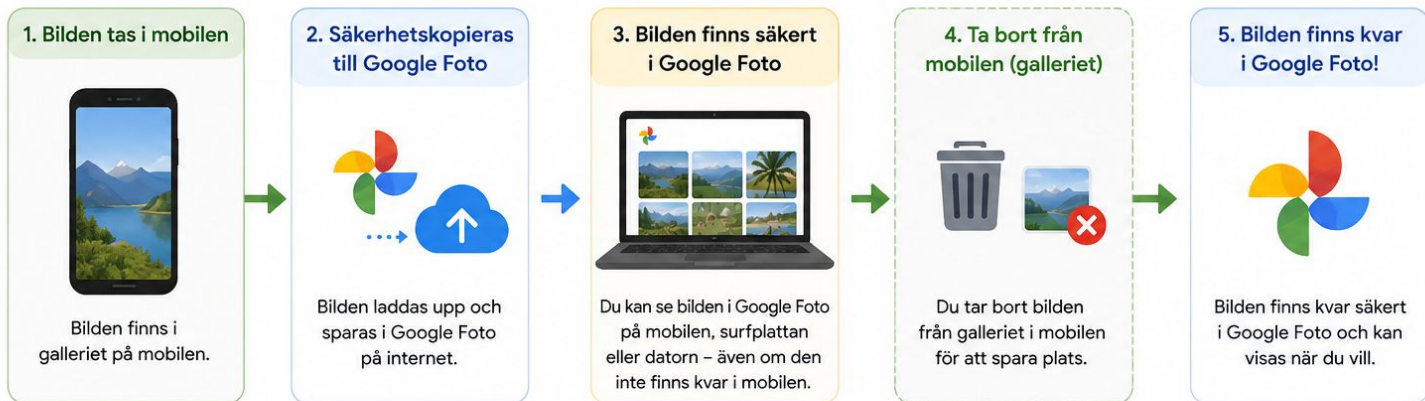 1. Bilden tas i mobilen
Bilden finns i
galleriet på mobilen.
2. Säkerhetskopieras
till Google Foto
Bilden laddas upp och
sparas i Google Foto
på internet.
3. Bilden finns säkert
i Google Foto
Du kan se bilden i Google Foto
på mobilen, surfplattan
eller datorn – även om den
inte finns kvar i mobilen.
4. Ta bort från
mobilen (galleriet)
Du tar bort bilden
från galleriet i mobilen
för att spara plats.
5. Bilden finns kvar
i Google Foto!
Bilden finns kvar säkert
i Google Foto och kan
visas när du vill.